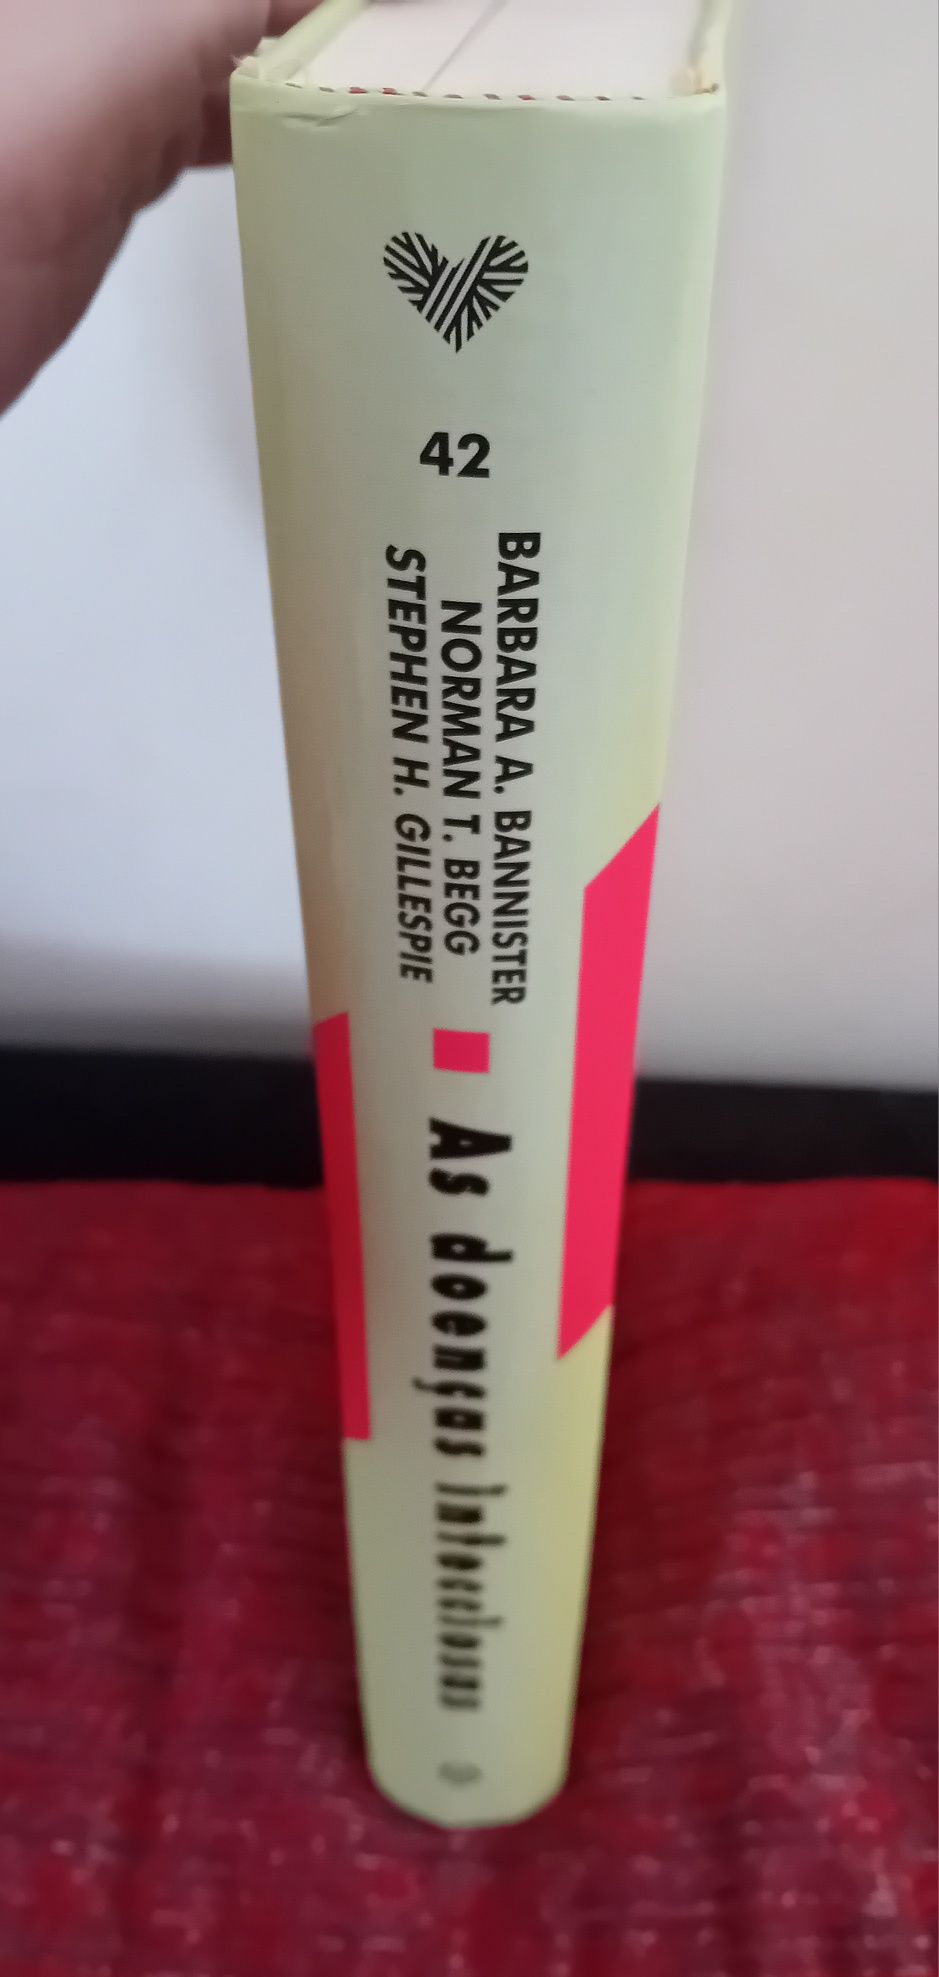 42
BARBARA A. BANNISTER
NORMAN T. BEGG
STEPHEN H. GILLESPIE
As doenças infecciosas